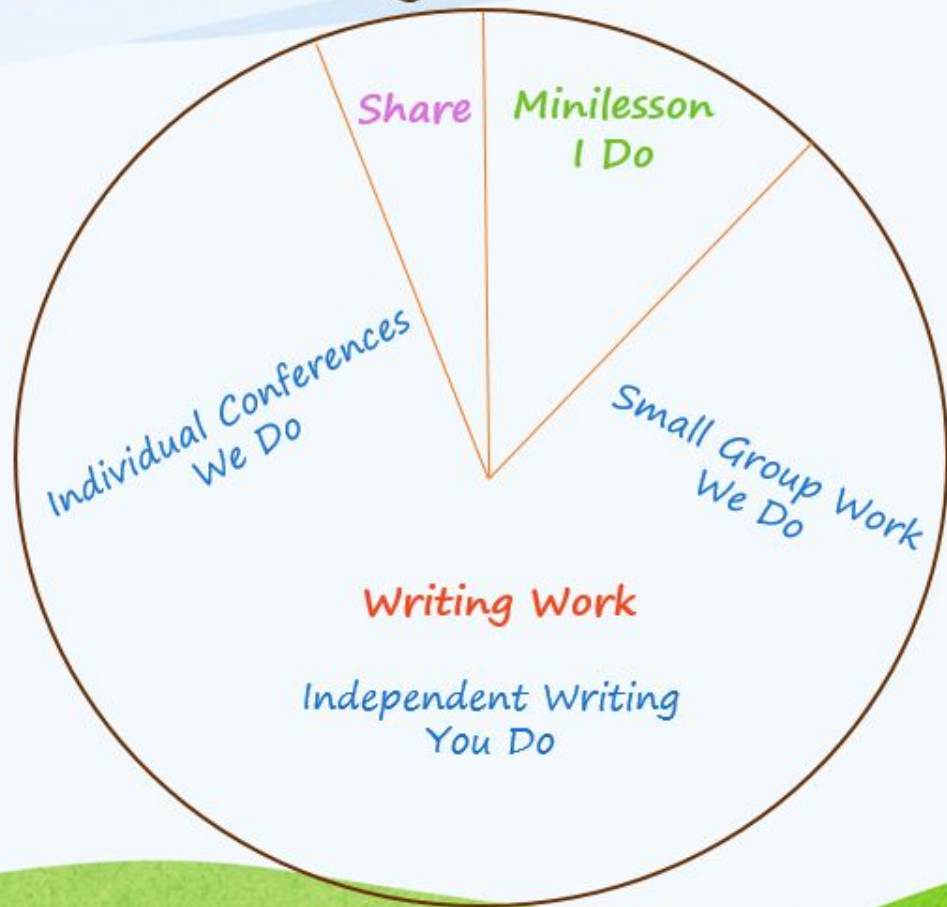 Share
Minilesson
I Do
Individual Conferences
We Do
Small Group Work
We Do
Writing Work
Independent Writing
You Do